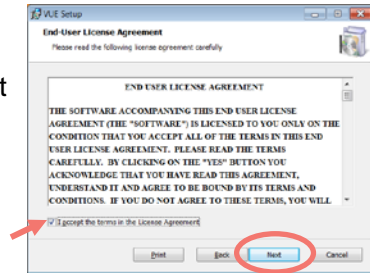 VUE Setup
End-User License Agreement
Please read the following license agreement carefully
t
END USER LICENSE AGREEMENT
THE SOFTWARE ACCOMPANYING THIS END USER LICENSE
AGREEMENT (THE "SOFTWARE") IS LICENSED TO YOU ONLY ON THE
CONDITION THAT YOU ACCEPT ALL OF THE TERMS IN THIS END
USER LICENSE AGREEMENT. PLEASE READ THE TERMS
CAREFULLY. BY CLICKING ON THE "YES" BUTTON YOU
ACKNOWLEDGE THAT YOU HAVE READ THIS AGREEMENT,
UNDERSTAND IT AND AGREE TO BE BOUND BY ITS TERMS AND
CONDITIONS. IF YOU DO NOT AGREE TO THESE TERMS, YOU WILL
I accept the terms in the License Agreement
Print Back Next Cancel